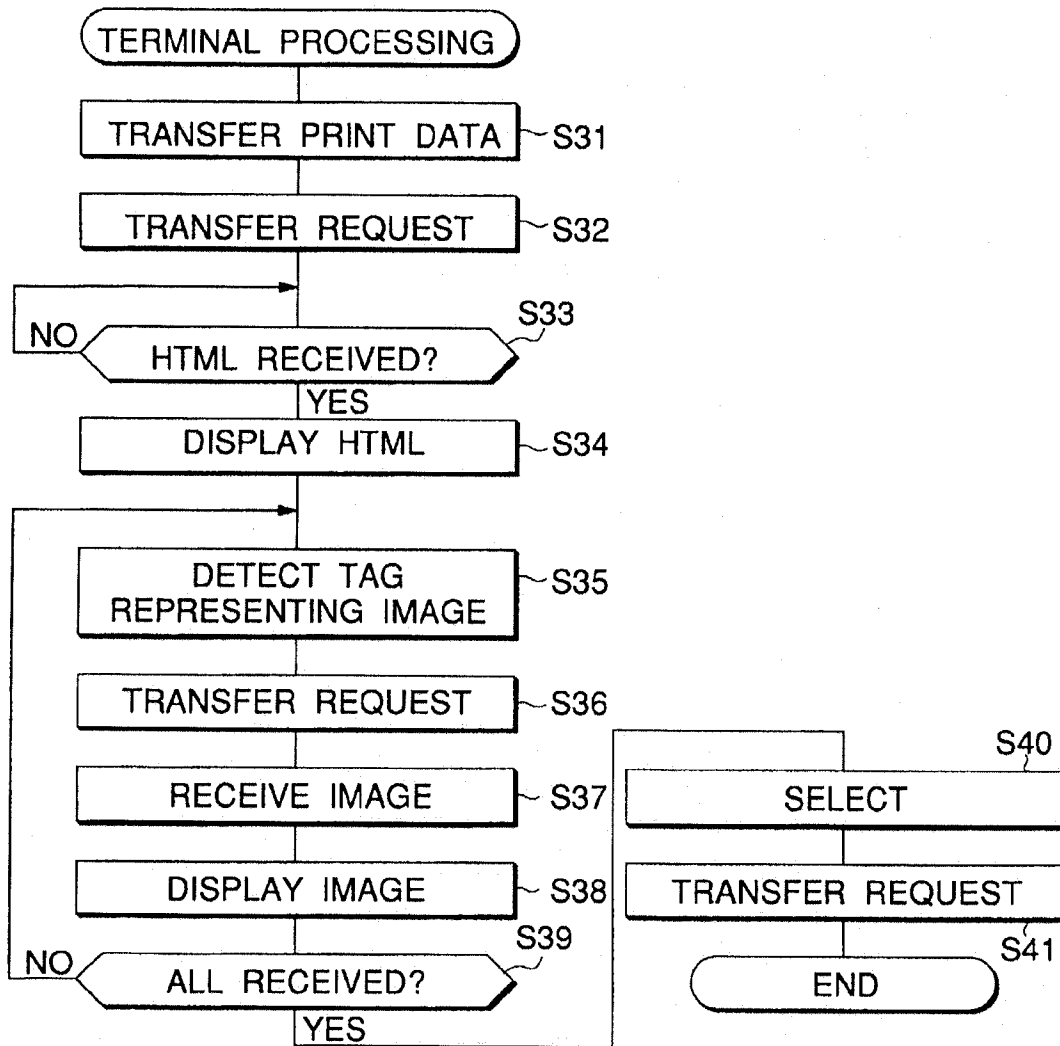 TERMINAL PROCESSING
TRANSFER PRINT DATA
S31
TRANSFER REQUEST
S32
S33
NO
HTML RECEIVED?
YES
DISPLAY HTML
S34
DETECT TAG
REPRESENTING IMAGE
S35
TRANSFER REQUEST
S36
RECEIVE IMAGE
S37
DISPLAY IMAGE
S38
S39
NO
ALL RECEIVED?
YES
S40
SELECT
TRANSFER REQUEST
S41
END